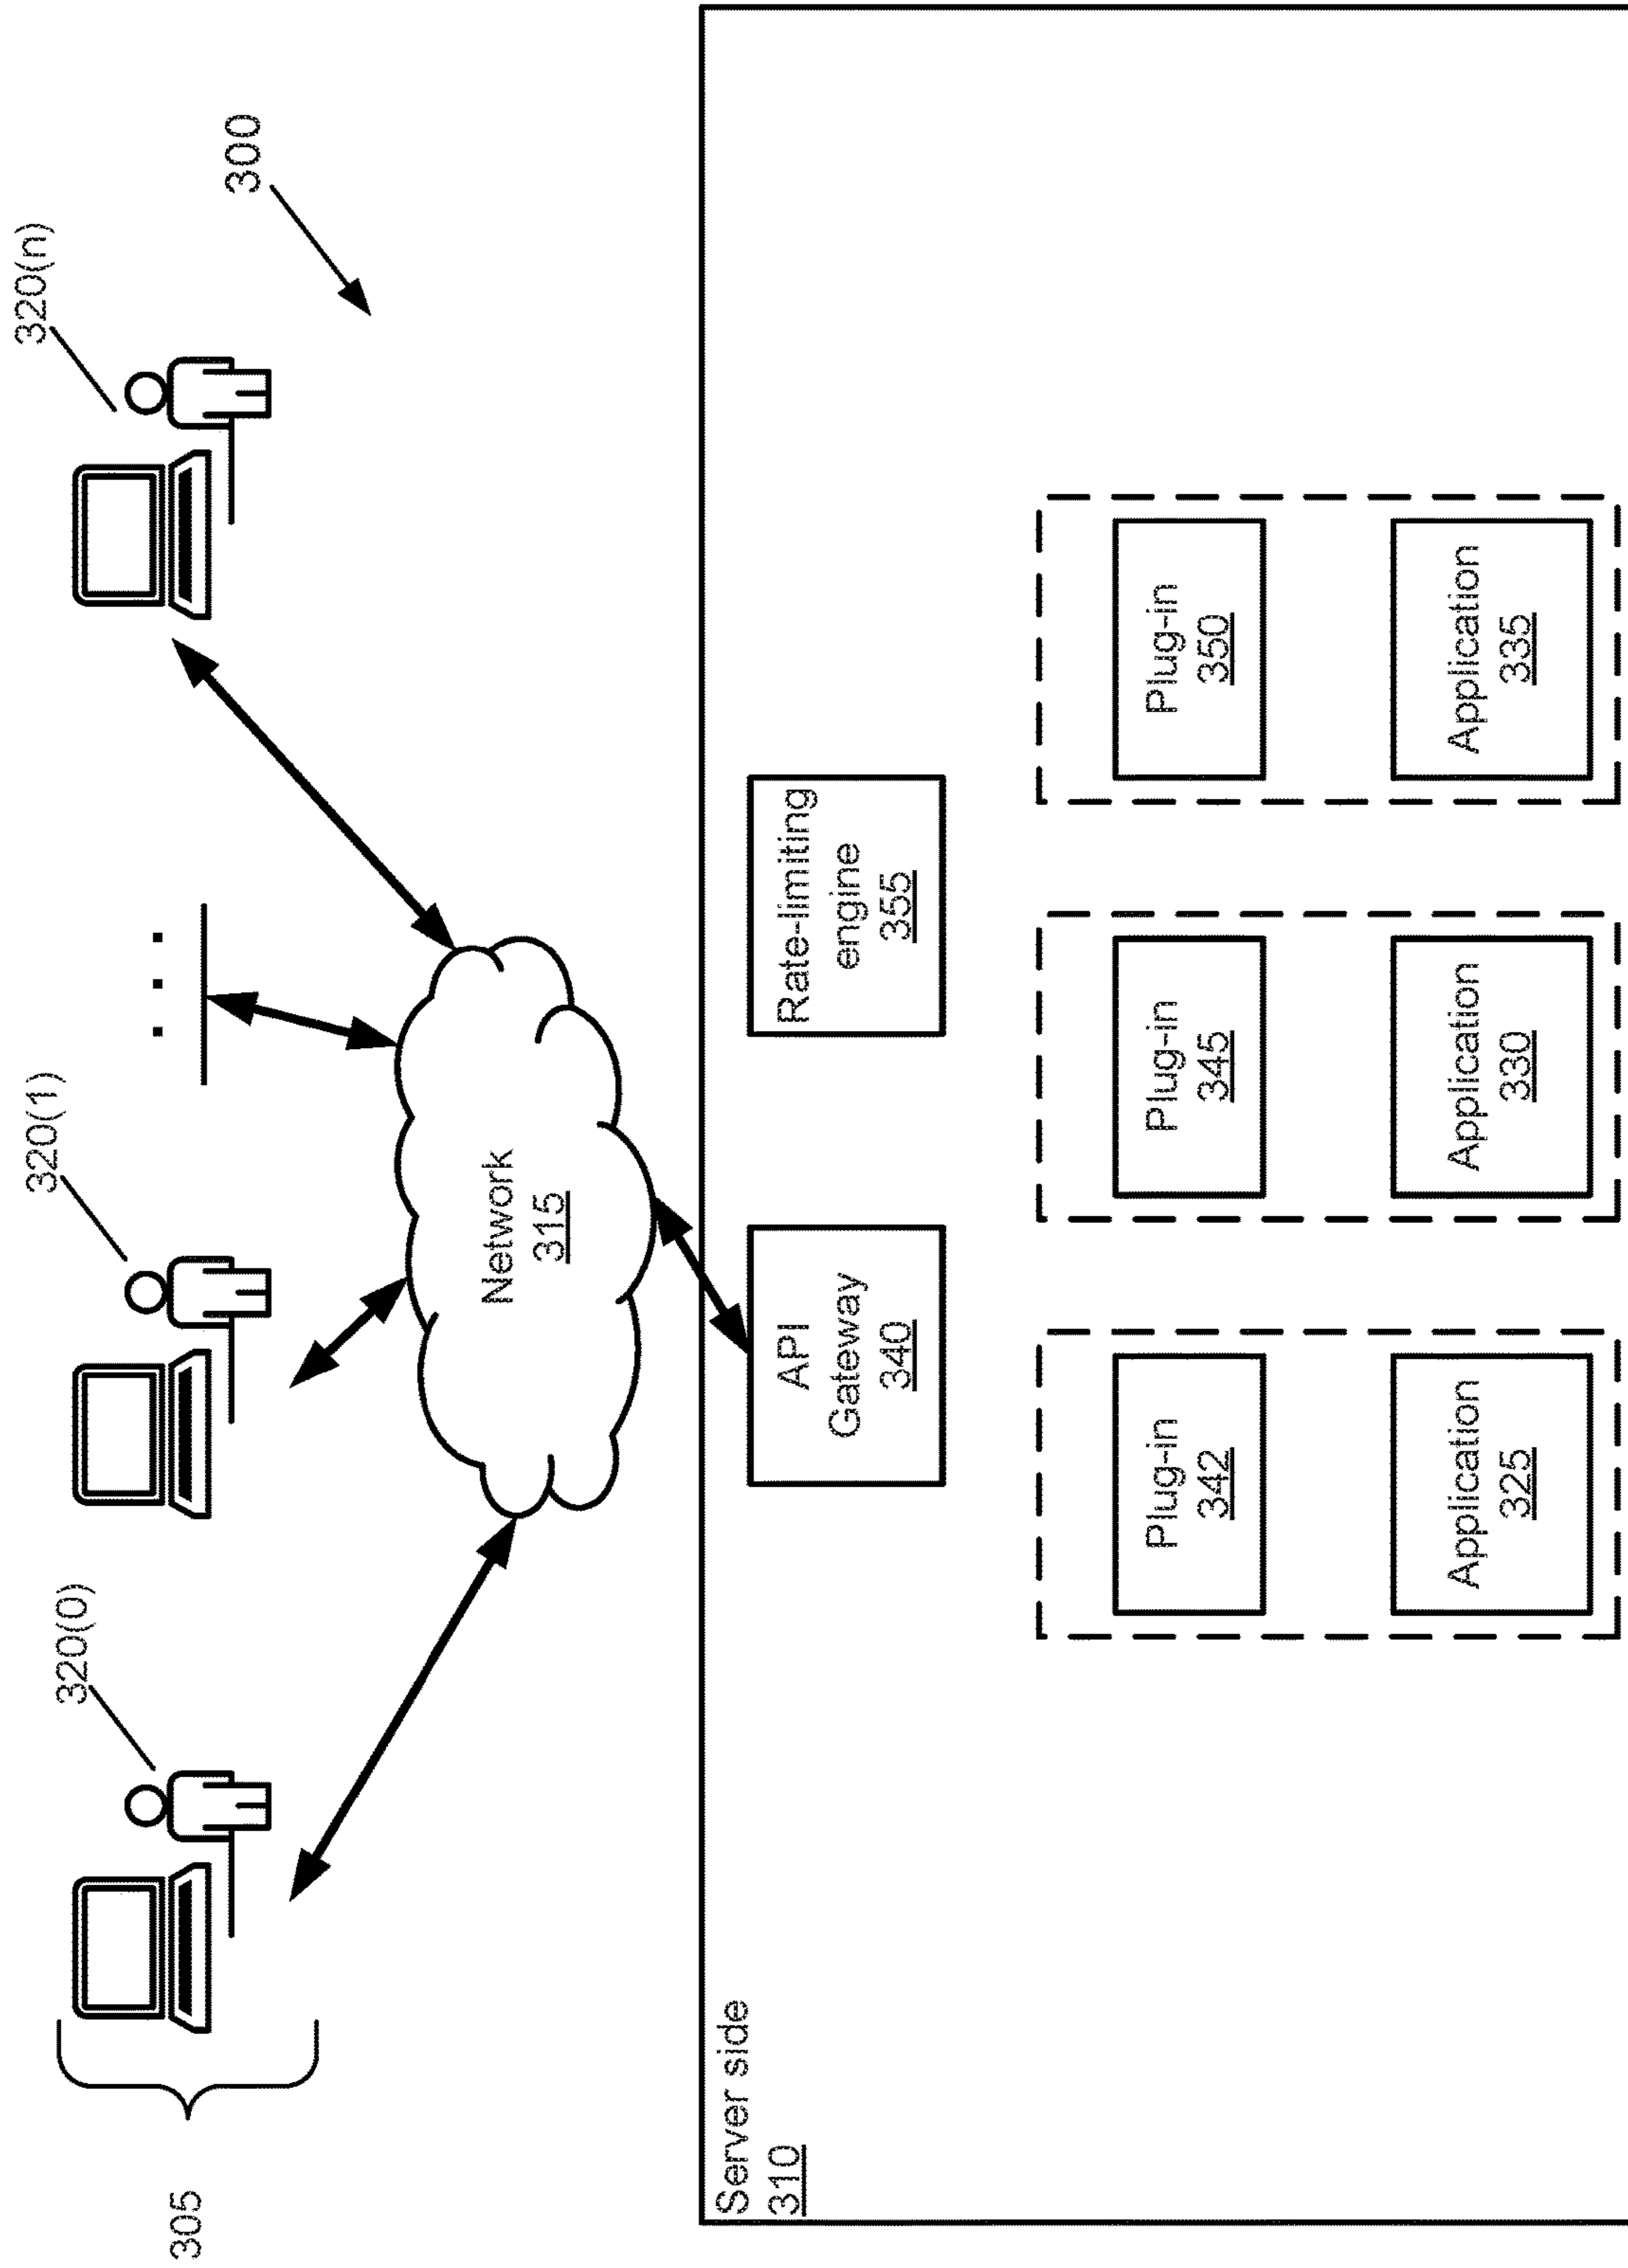 305
320(0)
320(1)
. . .
320(n)
300
Network
315
Server side
310
API
Gateway
340
Rate-limiting
engine
355
Plug-in
342
Plug-in
345
Plug-in
350
Application
325
Application
330
Application
335